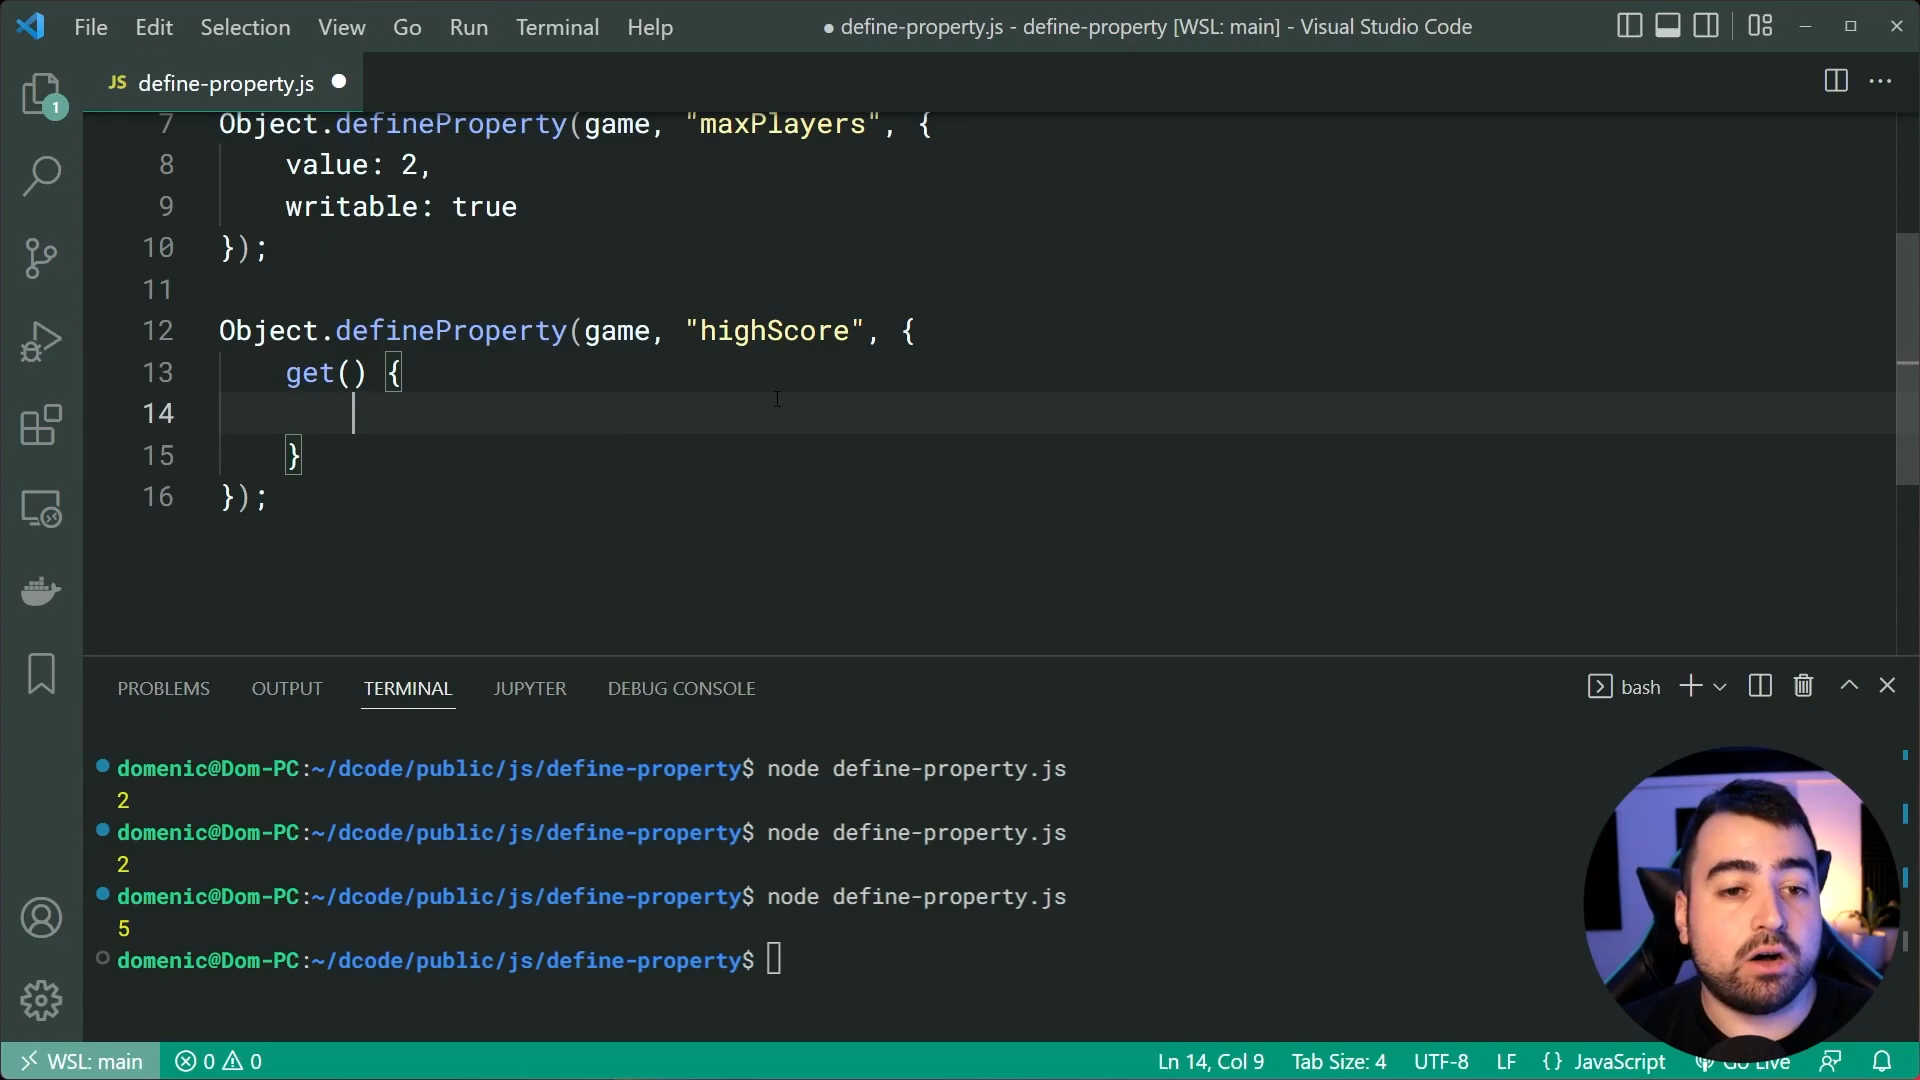 File Edit Selection View Go Run Terminal Help ● define-property.js - define-property [WSL: main] - Visual Studio Code
JS define-property.js
7 Object.defineProperty(game, "maxPlayers", {
8 value: 2,
9 writable: true
10 });
11
12 Object.defineProperty(game, "highScore", {
13 get() {
14
15 }
16 });
1
PROBLEMS OUTPUT TERMINAL JUPYTER DEBUG CONSOLE bash
domenic@Dom-PC:~/dcode/public/js/define-property$ node define-property.js
2
domenic@Dom-PC:~/dcode/public/js/define-property$ node define-property.js
2
domenic@Dom-PC:~/dcode/public/js/define-property$ node define-property.js
5
domenic@Dom-PC:~/dcode/public/js/define-property$
WSL: main 0 0 Ln 14, Col 9 Tab Size: 4 UTF-8 LF {} JavaScript Go Live